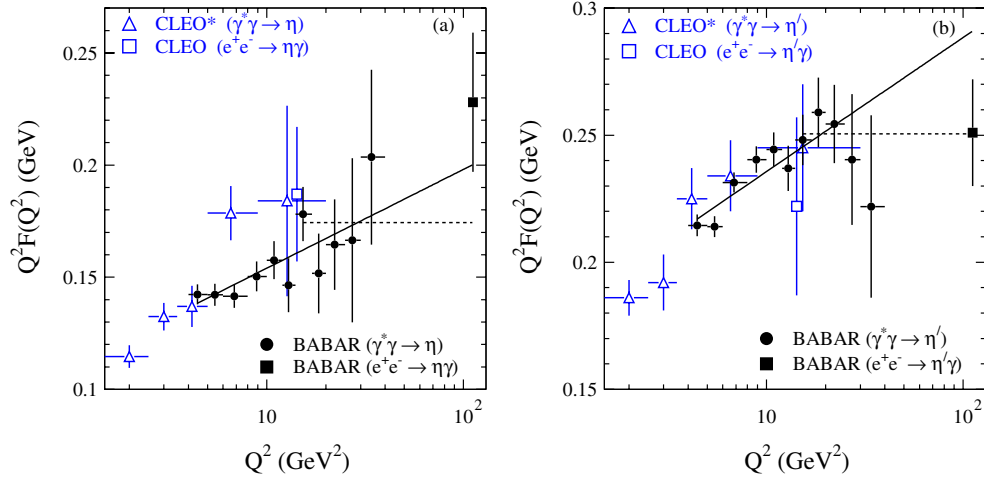 CLEO* (γ*γ → η)
CLEO (e⁺e⁻ → ηγ)
(a)
0.25
0.2
0.15
0.1
Q²F(Q²) (GeV)
BABAR (γ*γ → η)
BABAR (e⁺e⁻ → ηγ)
10
10²
Q² (GeV²)
CLEO* (γ*γ → η′)
CLEO (e⁺e⁻ → η′γ)
(b)
0.3
0.25
0.2
0.15
Q²F(Q²) (GeV)
BABAR (γ*γ → η′)
BABAR (e⁺e⁻ → η′γ)
10
10²
Q² (GeV²)